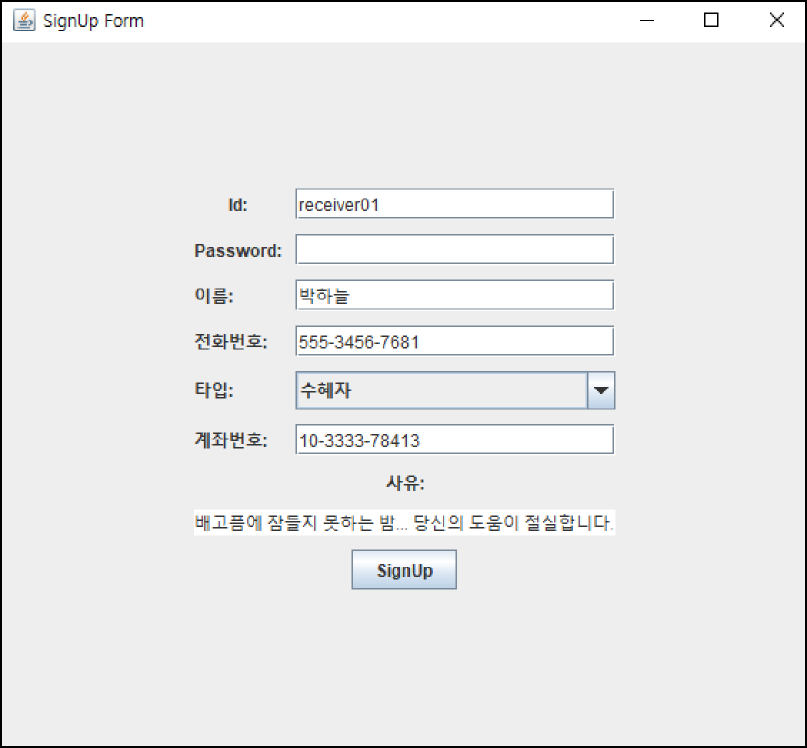 SignUp Form
Id: receiver01
Password:
이름: 박하늘
전화번호: 555-3456-7681
타입: 수혜자
계좌번호: 10-3333-78413
사유:
배고픔에 잠들지 못하는 밤... 당신의 도움이 절실합니다.
SignUp